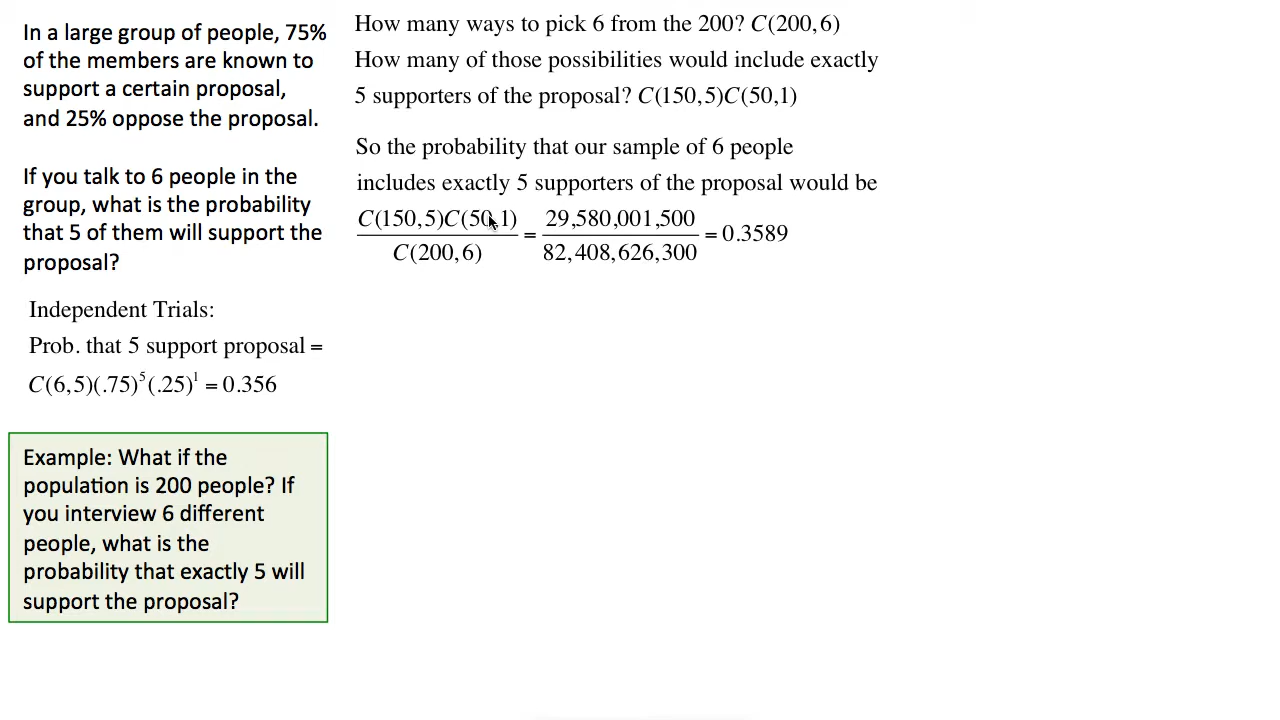 In a large group of people, 75%
of the members are known to
support a certain proposal,
and 25% oppose the proposal.
If you talk to 6 people in the
group, what is the probability
that 5 of them will support the
proposal?
Independent Trials:
Prob. that 5 support proposal =
C(6,5)(.75)⁵(.25)¹ = 0.356
Example: What if the
population is 200 people? If
you interview 6 different
people, what is the
probability that exactly 5 will
support the proposal?
How many ways to pick 6 from the 200? C(200,6)
How many of those possibilities would include exactly
5 supporters of the proposal? C(150,5)C(50,1)
So the probability that our sample of 6 people
includes exactly 5 supporters of the proposal would be
C(150,5)C(50,1) / C(200,6) = 29,580,001,500 / 82,408,626,300 = 0.3589